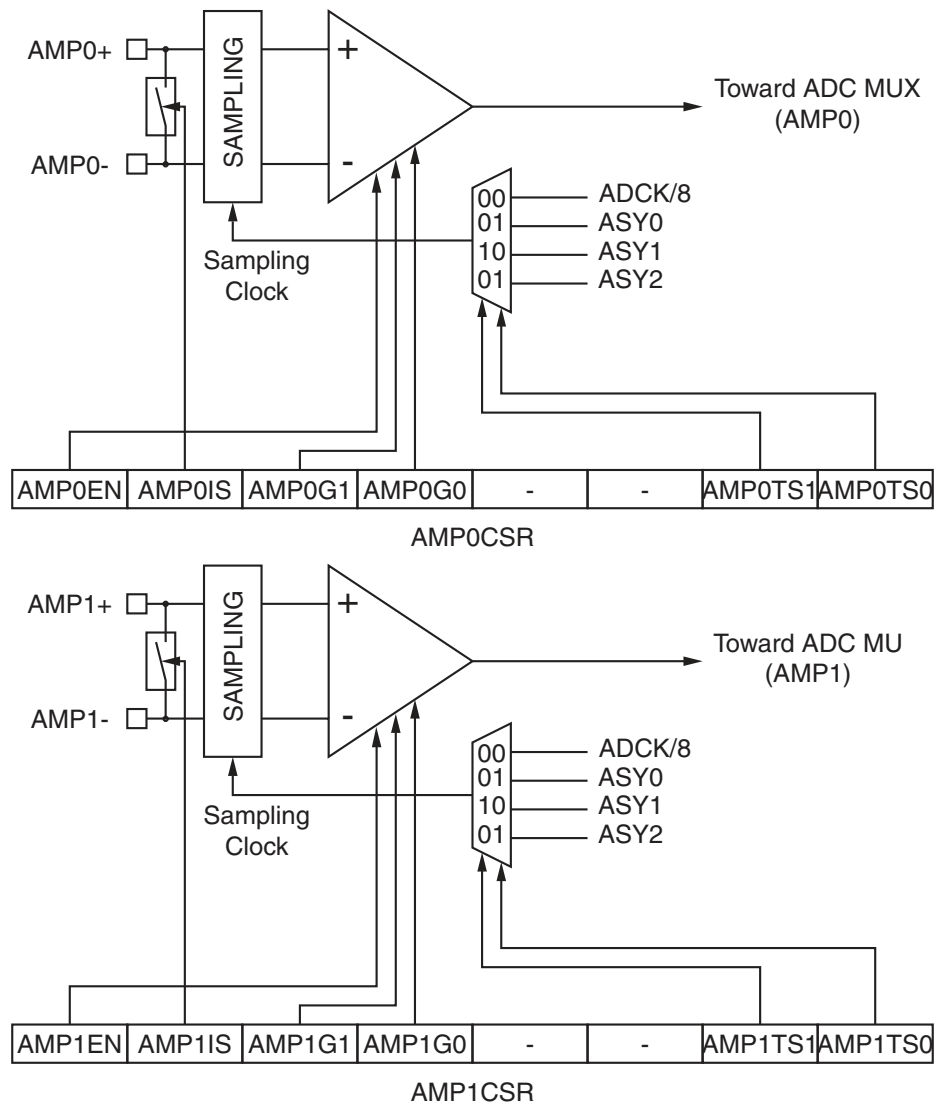 AMP0+
SAMPLING
+
Toward ADC MUX
(AMP0)
AMP0-
-
00 ADCK/8
01 ASY0
10 ASY1
01 ASY2
Sampling
Clock
AMP0EN AMP0IS AMP0G1 AMP0G0 - - AMP0TS1 AMP0TS0
AMP0CSR
AMP1+
SAMPLING
+
Toward ADC MU
(AMP1)
AMP1-
-
00 ADCK/8
01 ASY0
10 ASY1
01 ASY2
Sampling
Clock
AMP1EN AMP1IS AMP1G1 AMP1G0 - - AMP1TS1 AMP1TS0
AMP1CSR